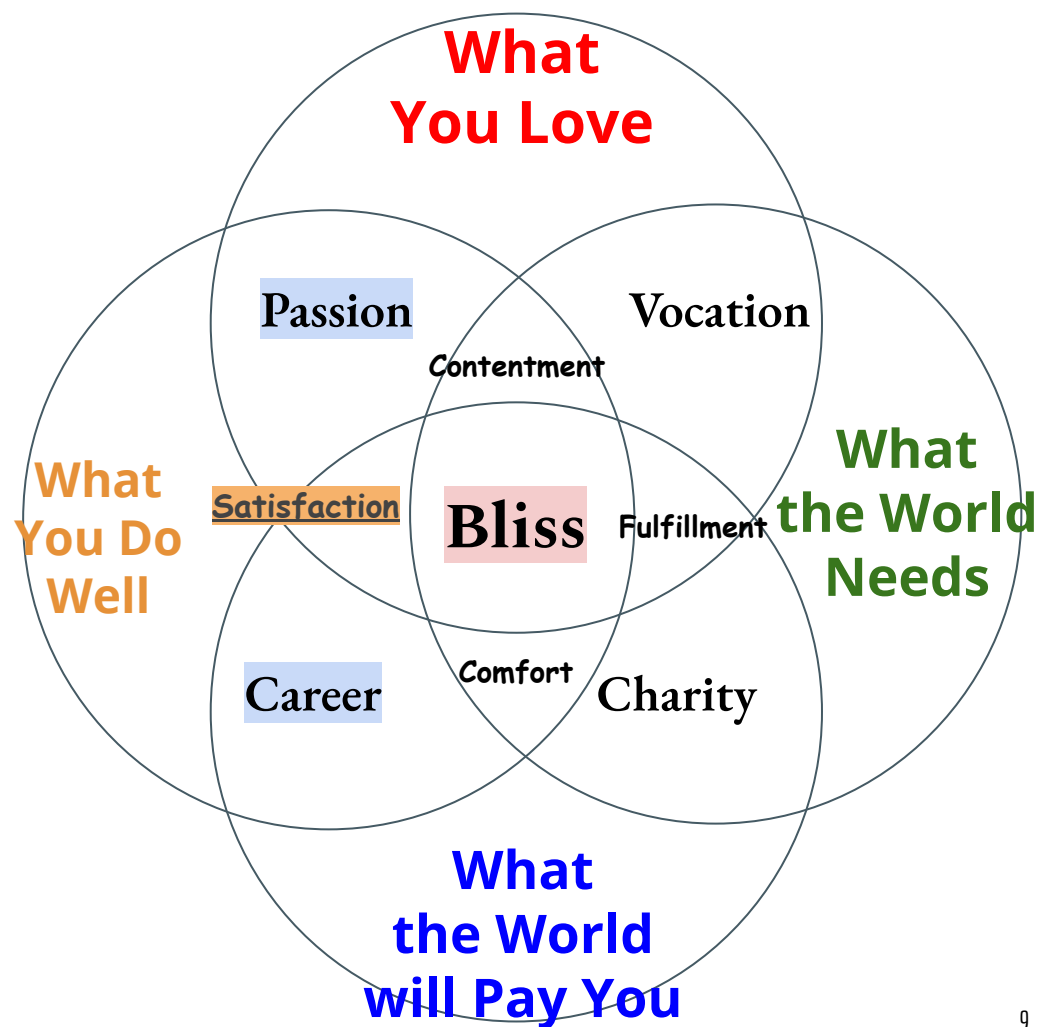 What
You Love
Passion
Vocation
Contentment
What
You Do
Well
What
the World
Needs
Satisfaction
Bliss
Fulfillment
Comfort
Career
Charity
What
the World
will Pay You
9